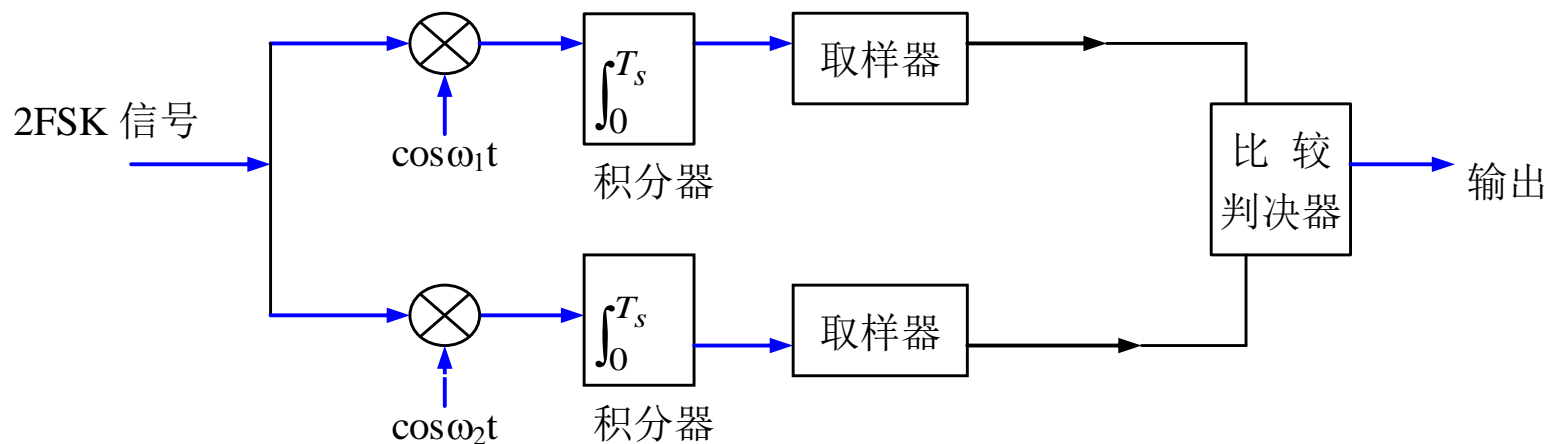 2FSK 信号
cosω₁t
∫₀ᵀˢ
积分器
取样器
cosω₂t
∫₀ᵀˢ
积分器
取样器
比 较
判决器
输出